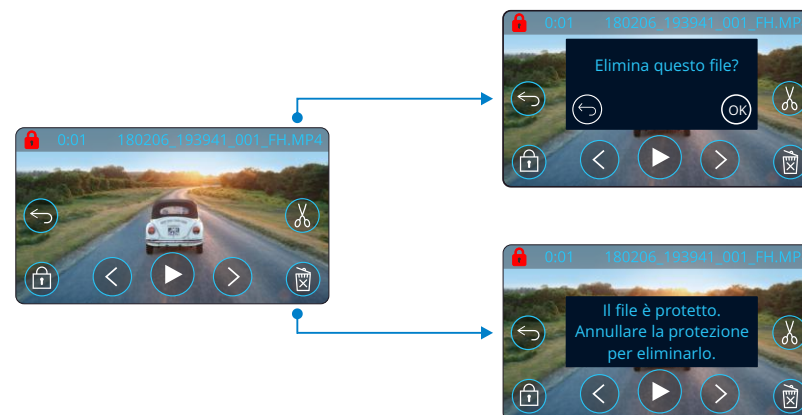 0:01 180206_193941_001_FH.MP4
0:01 180206_193941_001_FH.MP
Elimina questo file?
OK
0:01 180206_193941_001_FH.MP
Il file è protetto.
Annullare la protezione
per eliminarlo.